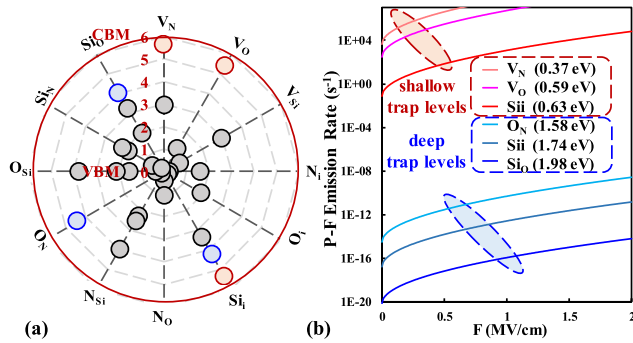 (a)
V_N
V_O
V_Si
N_i
O_i
Si_i
N_O
N_Si
O_N
O_Si
Si_N
Si_O
CBM
VBM
6
5
4
3
2
1
0
(b)
P-F Emission Rate (s⁻¹)
1E+04
1E+00
1E-04
1E-08
1E-12
1E-16
1E-20
0
0.5
1
1.5
2
F (MV/cm)
shallow
trap levels
V_N (0.37 eV)
V_O (0.59 eV)
Sii (0.63 eV)
deep
trap levels
O_N (1.58 eV)
Sii (1.74 eV)
Si_O (1.98 eV)